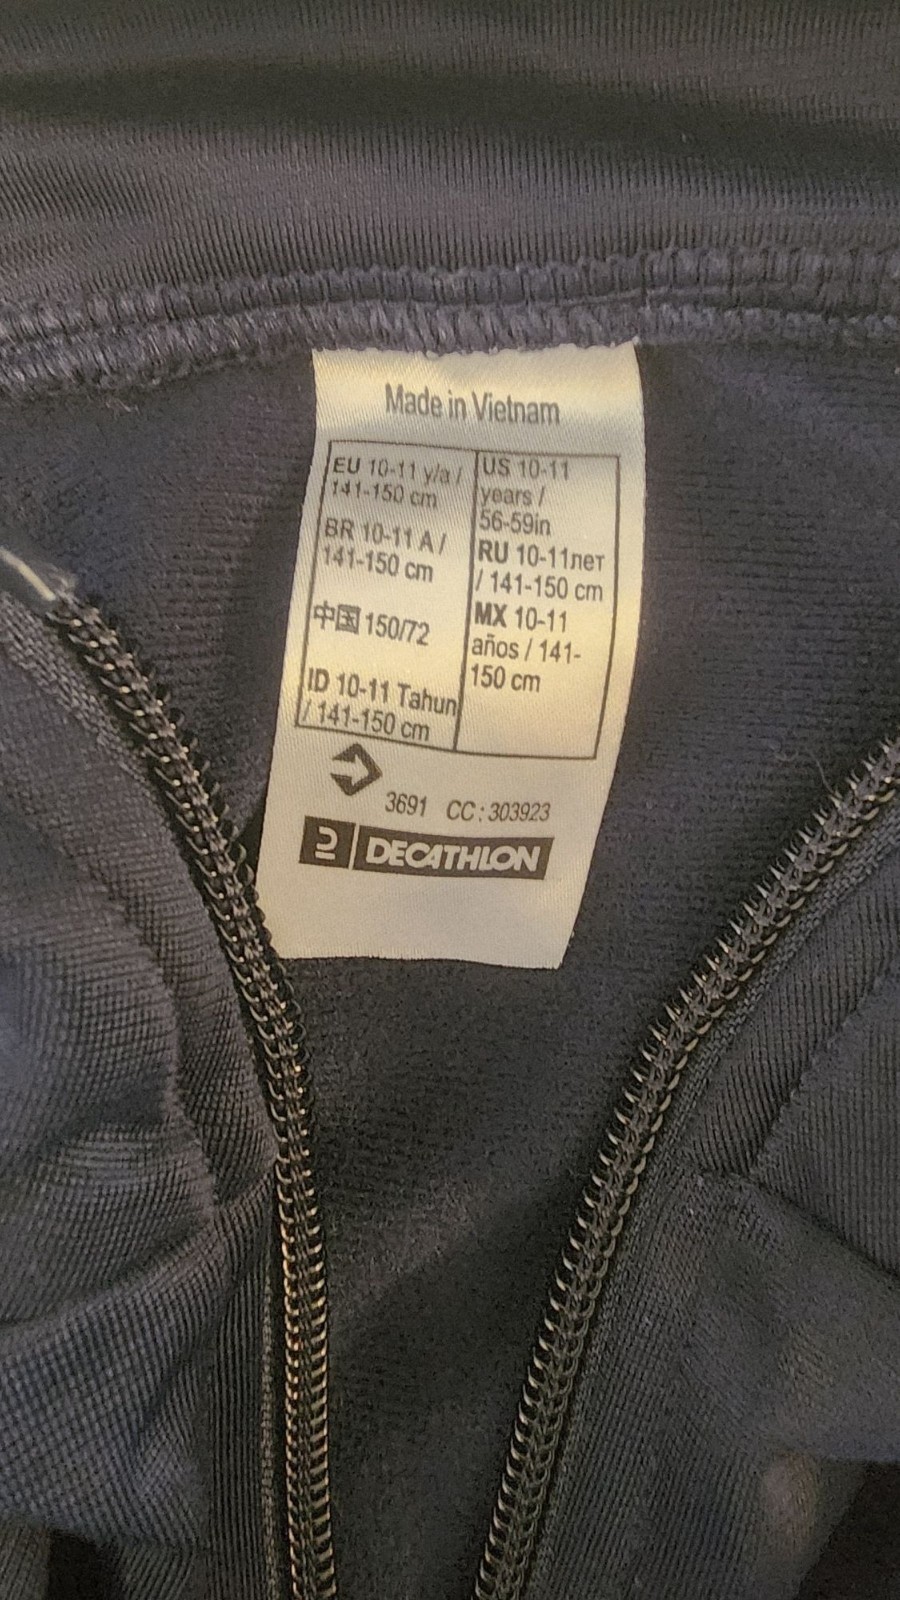 Made in Vietnam
EU 10-11 y/a /
141-150 cm
BR 10-11 A /
141-150 cm
中国 150/72
ID 10-11 Tahun
/ 141-150 cm
US 10-11
years /
56-59in
RU 10-11лет
/ 141-150 cm
MX 10-11
años / 141-
150 cm
3691 CC : 303923
DECATHLON